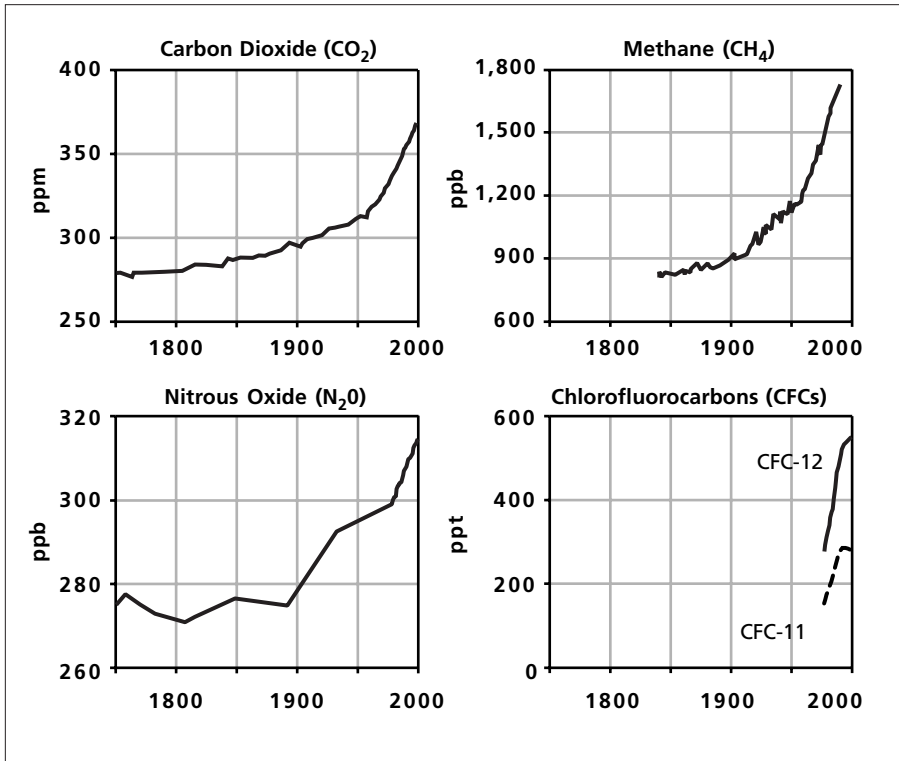 Carbon Dioxide (CO₂)
400
350
300
250
ppm
1800 1900 2000
Methane (CH₄)
1,800
1,500
1,200
900
600
ppb
1800 1900 2000
Nitrous Oxide (N₂0)
320
300
280
260
ppb
1800 1900 2000
Chlorofluorocarbons (CFCs)
600
400
200
0
ppt
CFC-12
CFC-11
1800 1900 2000